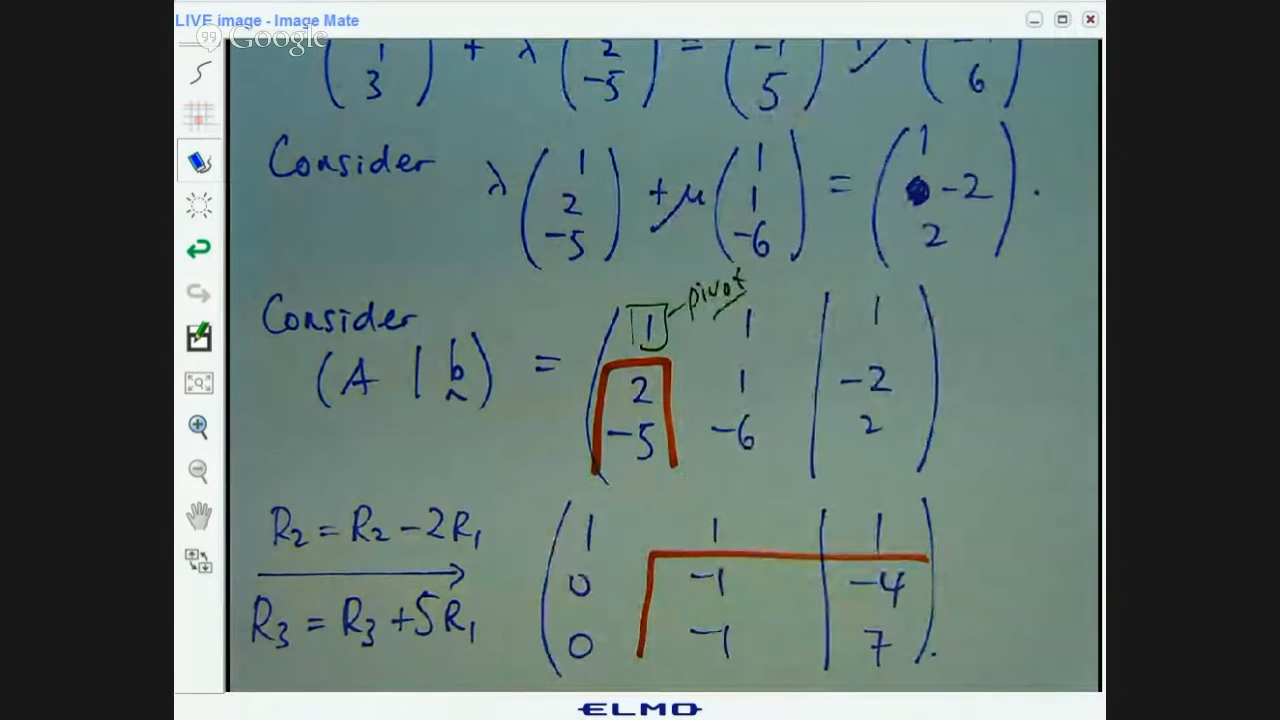 LIVE image - Image Mate
Google
( 1 ) + λ ( 2 ) = ( -1 )
( 3 ) ( -5 ) ( 5 ) ( 6 )
Consider λ ( 1 ) + μ ( 1 ) = ( 1 ) .
( 2 ) ( 1 ) ( -2 )
( -5 ) ( -6 ) ( 2 )
pivot
Consider
(A | b) = ( 1 1 | 1 )
( 2 1 | -2 )
( -5 -6 | 2 )
R2 = R2 - 2R1 ( 1 1 | 1 )
( 0 -1 | -4 )
R3 = R3 + 5R1 ( 0 -1 | 7 ) .
ELMO